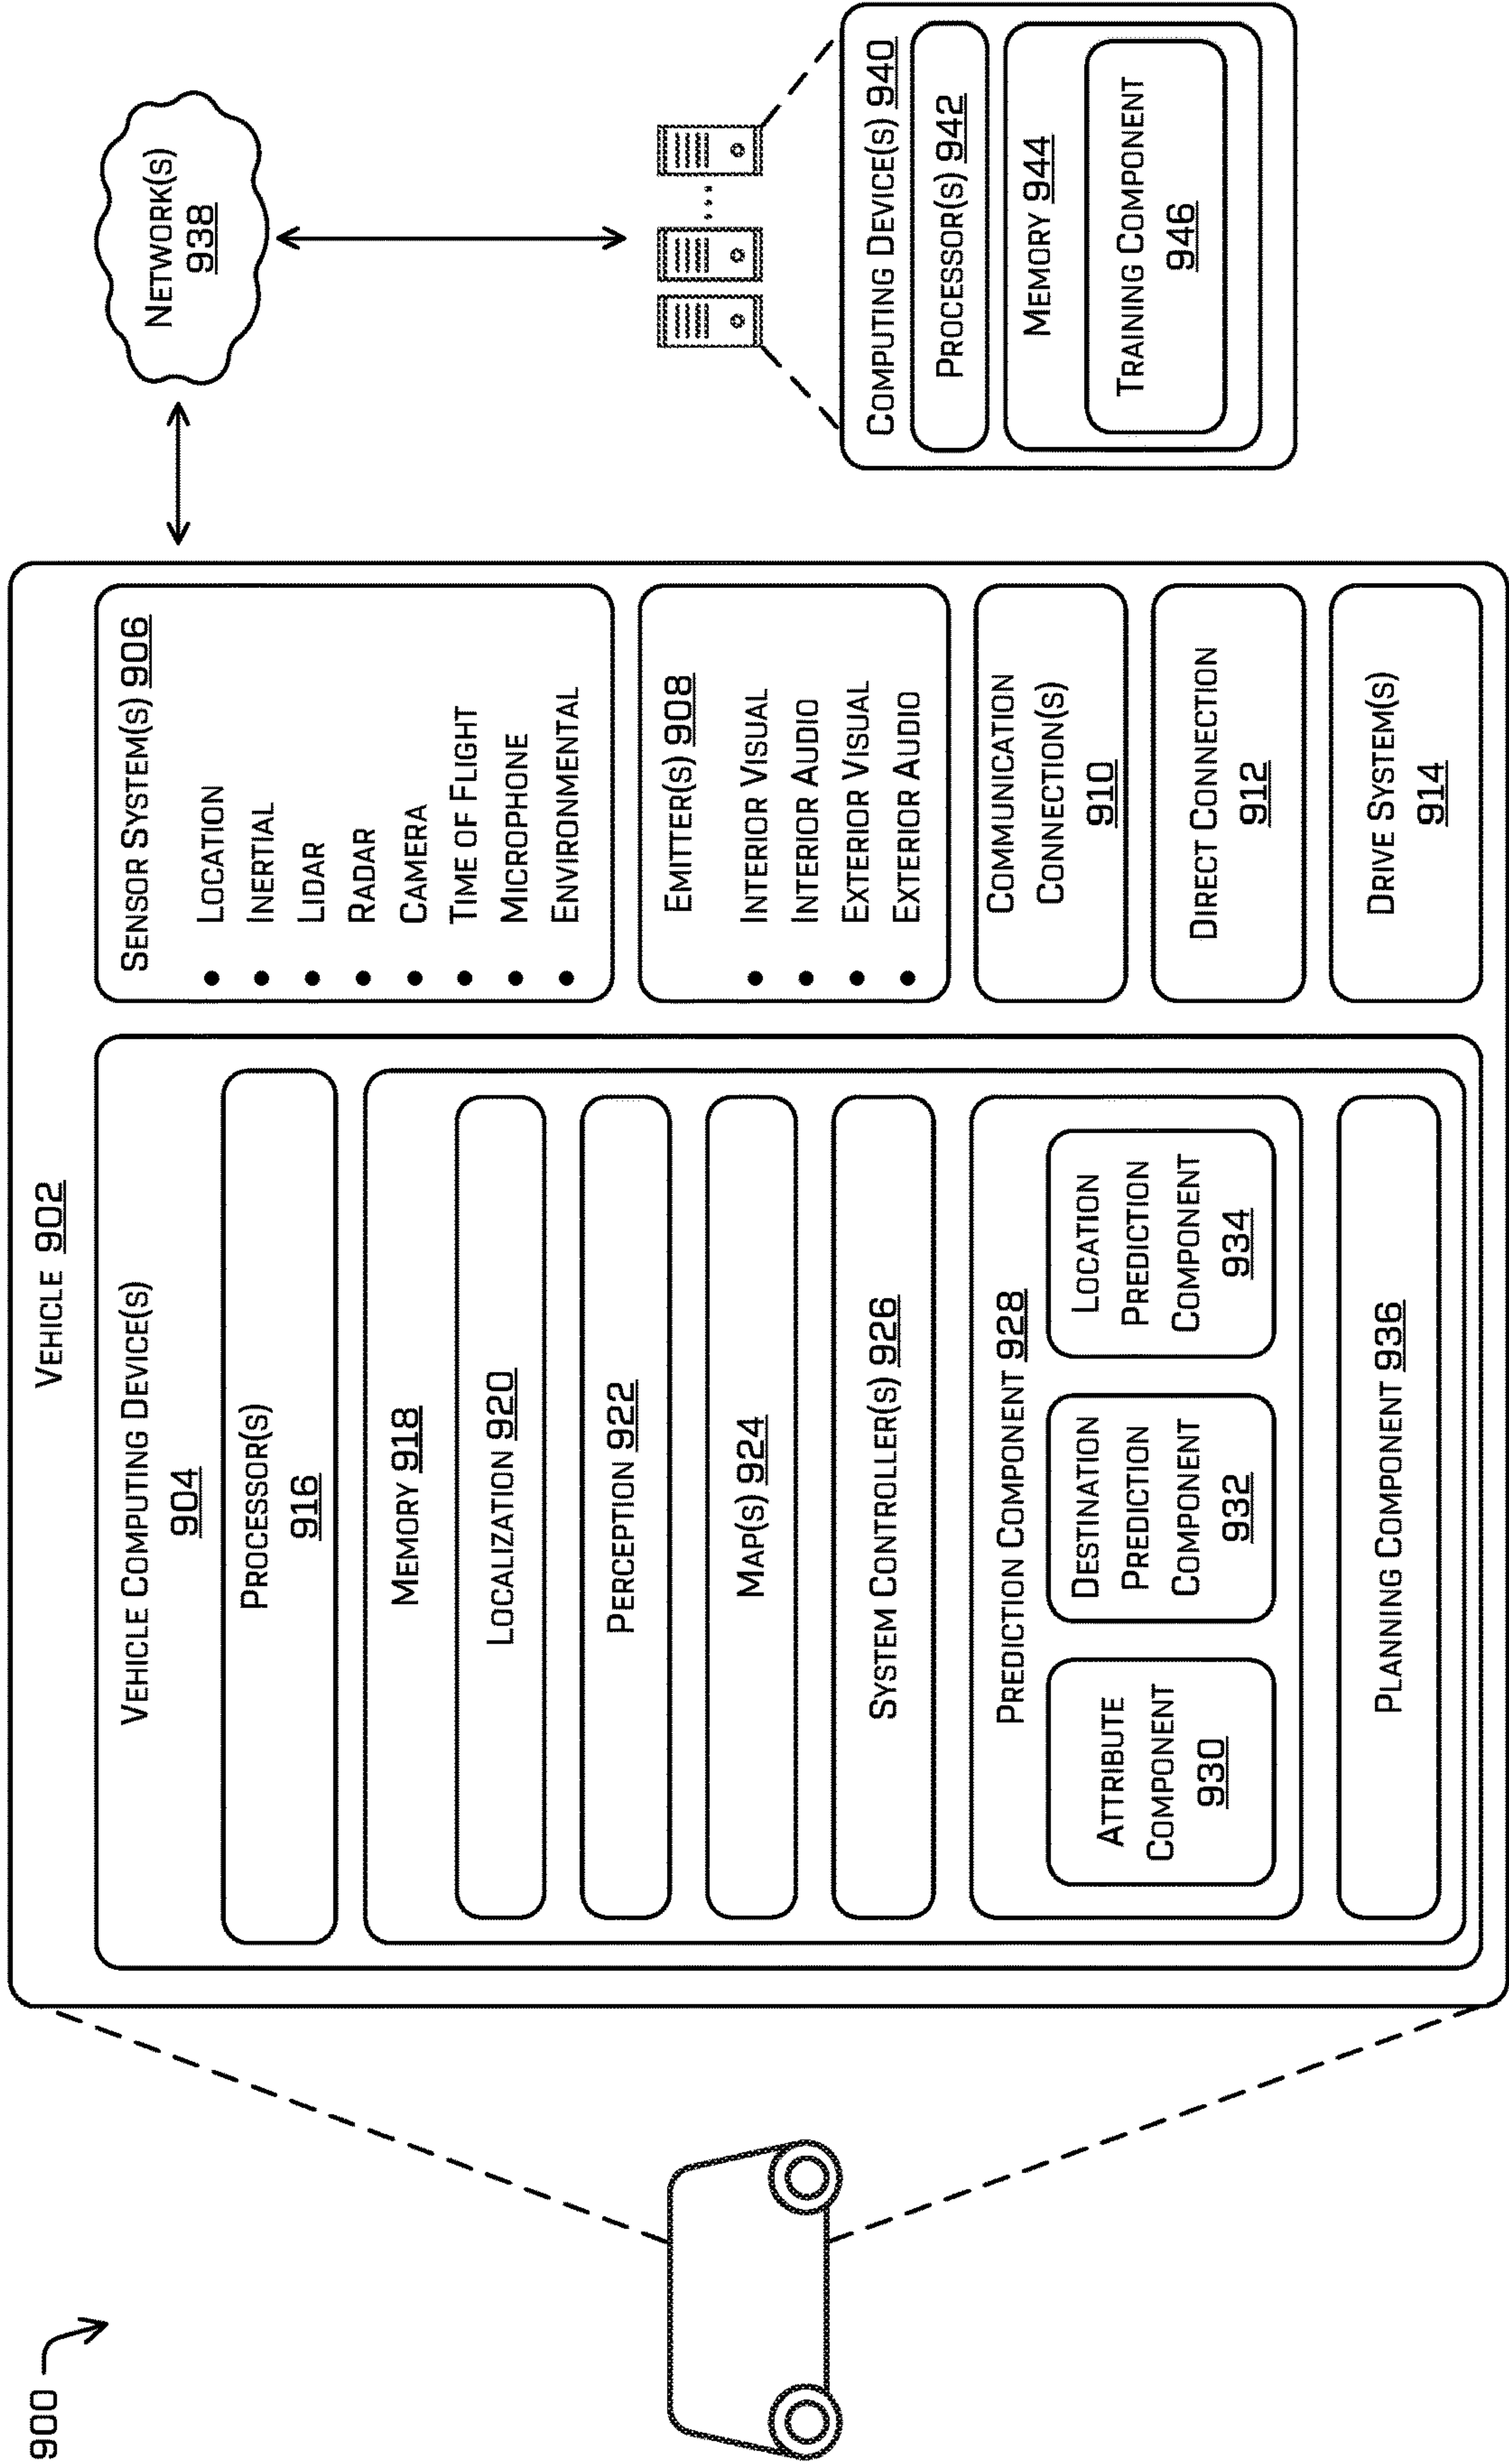 900
VEHICLE 902
VEHICLE COMPUTING DEVICE(S)
904
PROCESSOR(S)
916
MEMORY 918
LOCALIZATION 920
PERCEPTION 922
MAP(S) 924
SYSTEM CONTROLLER(S) 926
PREDICTION COMPONENT 928
ATTRIBUTE
COMPONENT
930
DESTINATION
PREDICTION
COMPONENT
932
LOCATION
PREDICTION
COMPONENT
934
PLANNING COMPONENT 936
SENSOR SYSTEM(S) 906
• LOCATION
• INERTIAL
• LIDAR
• RADAR
• CAMERA
• TIME OF FLIGHT
• MICROPHONE
• ENVIRONMENTAL
EMITTER(S) 908
• INTERIOR VISUAL
• INTERIOR AUDIO
• EXTERIOR VISUAL
• EXTERIOR AUDIO
COMMUNICATION
CONNECTION(S)
910
DIRECT CONNECTION
912
DRIVE SYSTEM(S)
914
NETWORK(S)
938
COMPUTING DEVICE(S) 940
PROCESSOR(S) 942
MEMORY 944
TRAINING COMPONENT
946